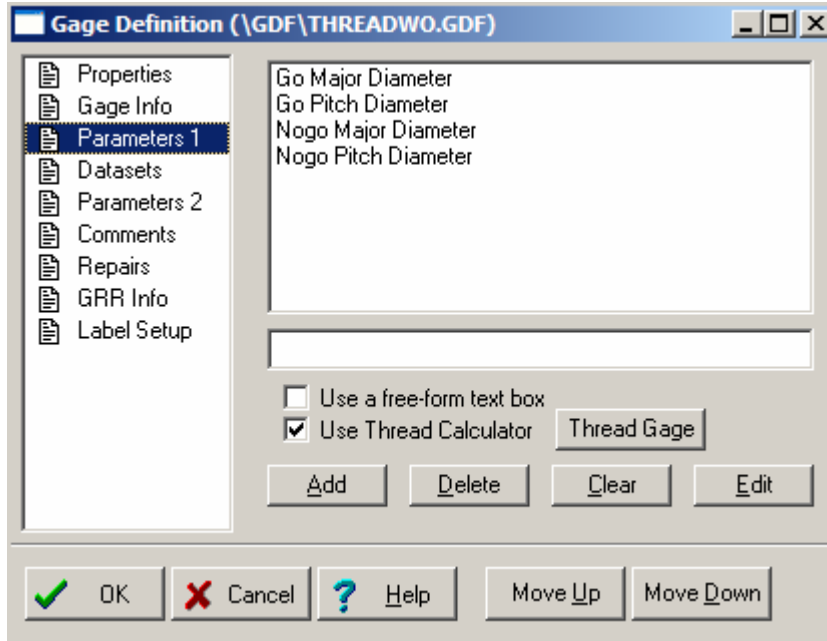 Gage Definition (\GDF\THREADWO.GDF)
Properties
Gage Info
Parameters 1
Datasets
Parameters 2
Comments
Repairs
GRR Info
Label Setup
Go Major Diameter
Go Pitch Diameter
Nogo Major Diameter
Nogo Pitch Diameter
Use a free-form text box
Use Thread Calculator
Thread Gage
Add Delete Clear Edit
OK Cancel Help Move Up Move Down